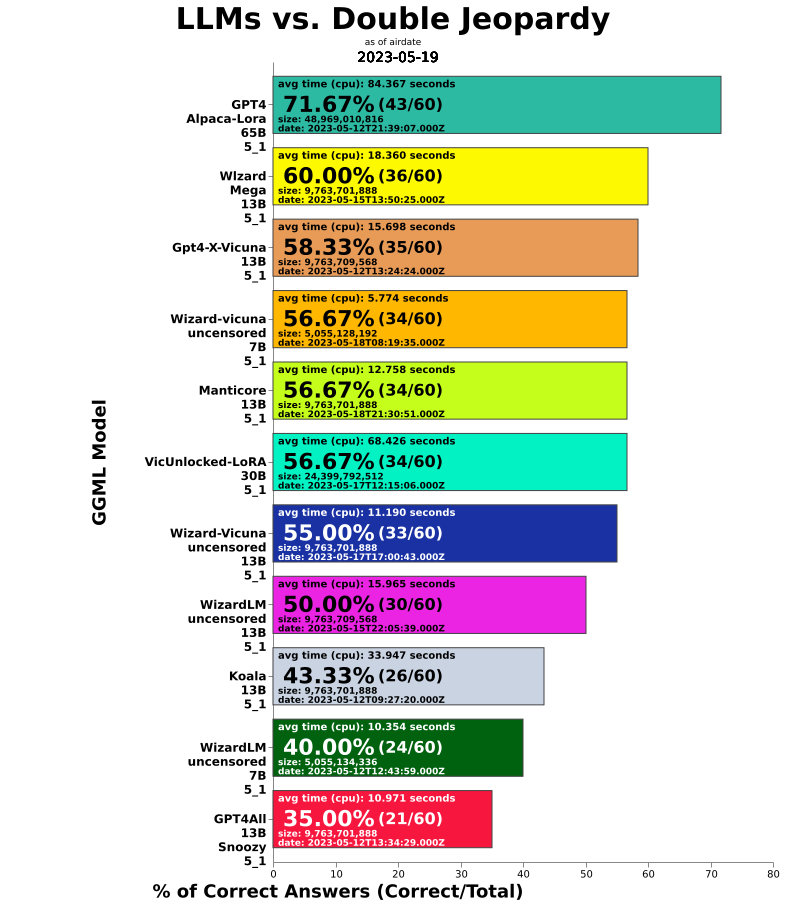 LLMs vs. Double Jeopardy
as of airdate
2023-05-19
GGML Model
GPT4
Alpaca-Lora
65B
5_1
avg time (cpu): 84.367 seconds
71.67% (43/60)
size: 48,969,010,816
date: 2023-05-12T21:39:07.000Z
WIzard
Mega
13B
5_1
avg time (cpu): 18.360 seconds
60.00% (36/60)
size: 9,763,701,888
date: 2023-05-15T13:50:25.000Z
Gpt4-X-Vicuna
13B
5_1
avg time (cpu): 15.698 seconds
58.33% (35/60)
size: 9,763,709,568
date: 2023-05-12T13:24:24.000Z
Wizard-vicuna
uncensored
7B
5_1
avg time (cpu): 5.774 seconds
56.67% (34/60)
size: 5,055,128,192
date: 2023-05-18T08:19:35.000Z
Manticore
13B
5_1
avg time (cpu): 12.758 seconds
56.67% (34/60)
size: 9,763,701,888
date: 2023-05-18T21:30:51.000Z
VicUnlocked-LoRA
30B
5_1
avg time (cpu): 68.426 seconds
56.67% (34/60)
size: 24,399,792,512
date: 2023-05-17T12:15:06.000Z
Wizard-Vicuna
uncensored
13B
5_1
avg time (cpu): 11.190 seconds
55.00% (33/60)
size: 9,763,701,888
date: 2023-05-17T17:00:43.000Z
WizardLM
uncensored
13B
5_1
avg time (cpu): 15.965 seconds
50.00% (30/60)
size: 9,763,709,568
date: 2023-05-15T22:05:39.000Z
Koala
13B
5_1
avg time (cpu): 33.947 seconds
43.33% (26/60)
size: 9,763,701,888
date: 2023-05-12T09:27:20.000Z
WizardLM
uncensored
7B
5_1
avg time (cpu): 10.354 seconds
40.00% (24/60)
size: 5,055,134,336
date: 2023-05-12T12:43:59.000Z
GPT4All
13B
Snoozy
5_1
avg time (cpu): 10.971 seconds
35.00% (21/60)
size: 9,763,701,888
date: 2023-05-12T13:34:29.000Z
0 10 20 30 40 50 60 70 80
% of Correct Answers (Correct/Total)